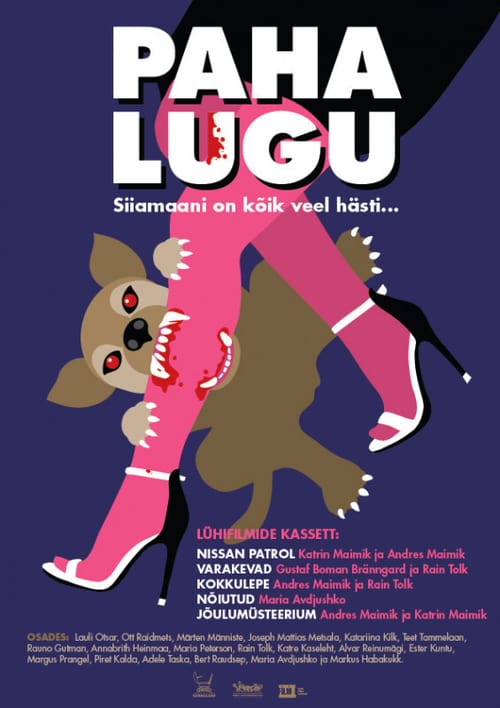 PAHA
LUGU
Siiamaani on kõik veel hästi...
LÜHIFILMIDE KASSETT:
NISSAN PATROL Katrin Maimik ja Andres Maimik
VARAKEVAD Gustaf Boman Bränngard ja Rain Tolk
KOKKULEPE Andres Maimik ja Rain Tolk
NÕIUTUD Maria Avdjushko
JÕULUMÜSTEERIUM Andres Maimik ja Katrin Maimik
OSADES: Lauli Otsar, Ott Raidmets, Märten Männiste, Joseph Mattias Metsala, Katariina Kilk, Teet Tammelaan,
Rauno Gutman, Annabrith Heinmaa, Maria Peterson, Rain Tolk, Katre Kaseleht, Alvar Reinumägi, Ester Kuntu,
Margus Prangel, Piret Kalda, Adele Taska, Bert Raudsep, Maria Avdjushko ja Markus Habakukk.